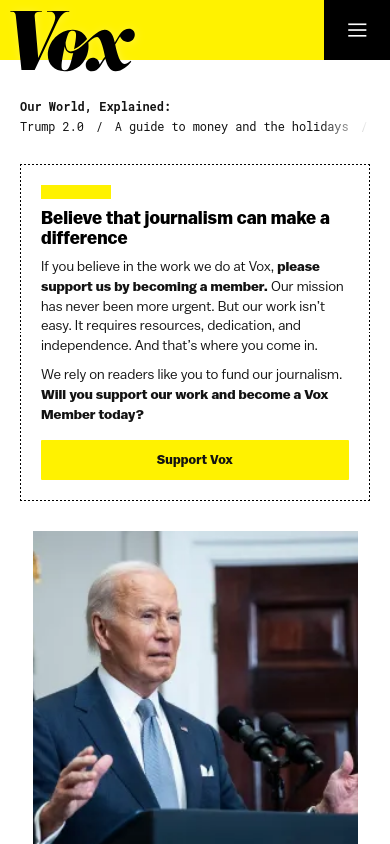 Vox
Our World, Explained:
Trump 2.0 / A guide to money and the holidays /
Believe that journalism can make a
difference
If you believe in the work we do at Vox, please
support us by becoming a member. Our mission
has never been more urgent. But our work isn’t
easy. It requires resources, dedication, and
independence. And that’s where you come in.
We rely on readers like you to fund our journalism.
Will you support our work and become a Vox
Member today?
Support Vox